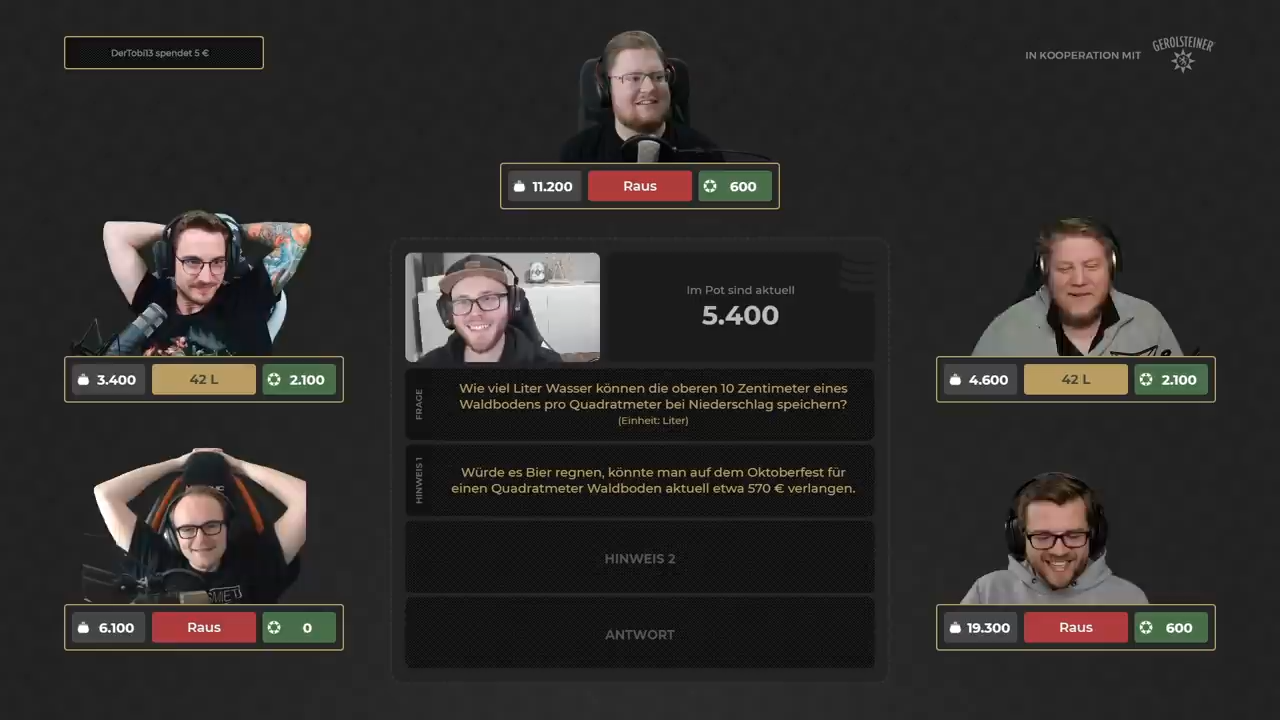 DerTobi13 spendet 5 €
IN KOOPERATION MIT
GEROLSTEINER
11.200
Raus
600
3.400
42 L
2.100
Im Pot sind aktuell
5.400
4.600
42 L
2.100
FRAGE
Wie viel Liter Wasser können die oberen 10 Zentimeter eines
Waldbodens pro Quadratmeter bei Niederschlag speichern?
(Einheit: Liter)
HINWEIS 1
Würde es Bier regnen, könnte man auf dem Oktoberfest für
einen Quadratmeter Waldboden aktuell etwa 570 € verlangen.
HINWEIS 2
ANTWORT
6.100
Raus
0
19.300
Raus
600